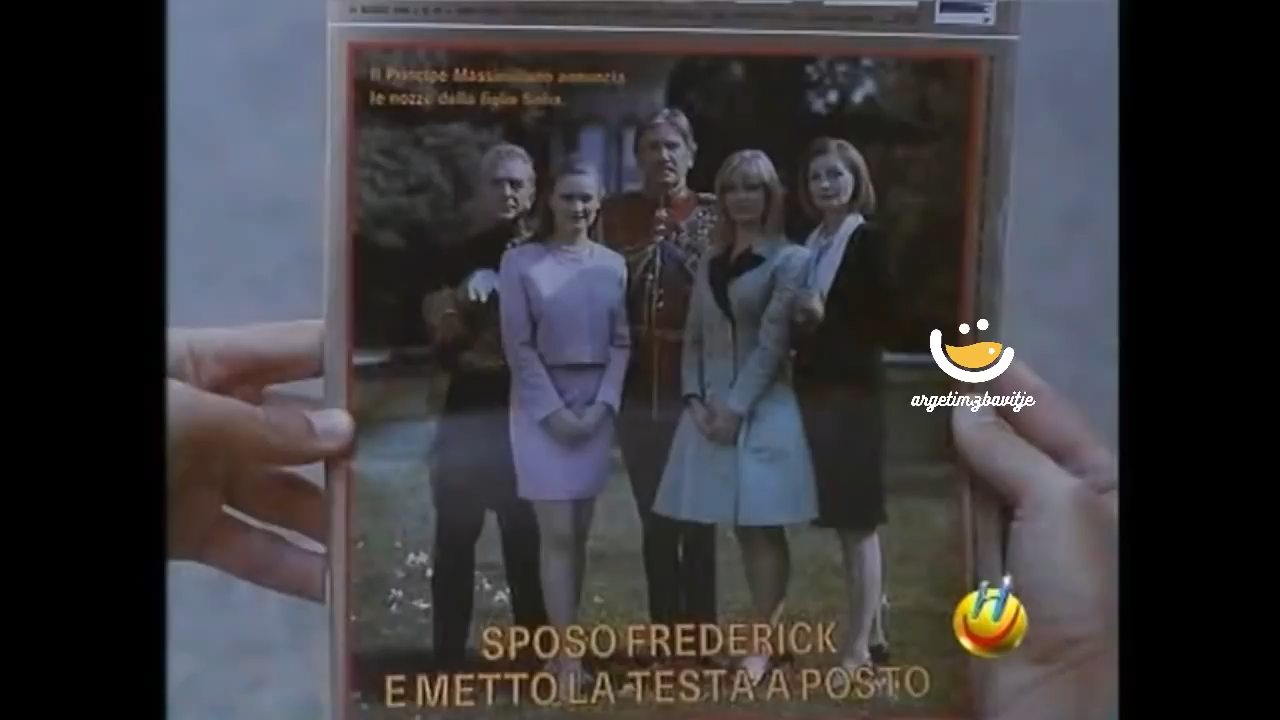 Il Principe Massimiliano annuncia
le nozze della figlia Sofia.
argetimzbavitje
SPOSO FREDERICK
E METTO LA TESTA A POSTO